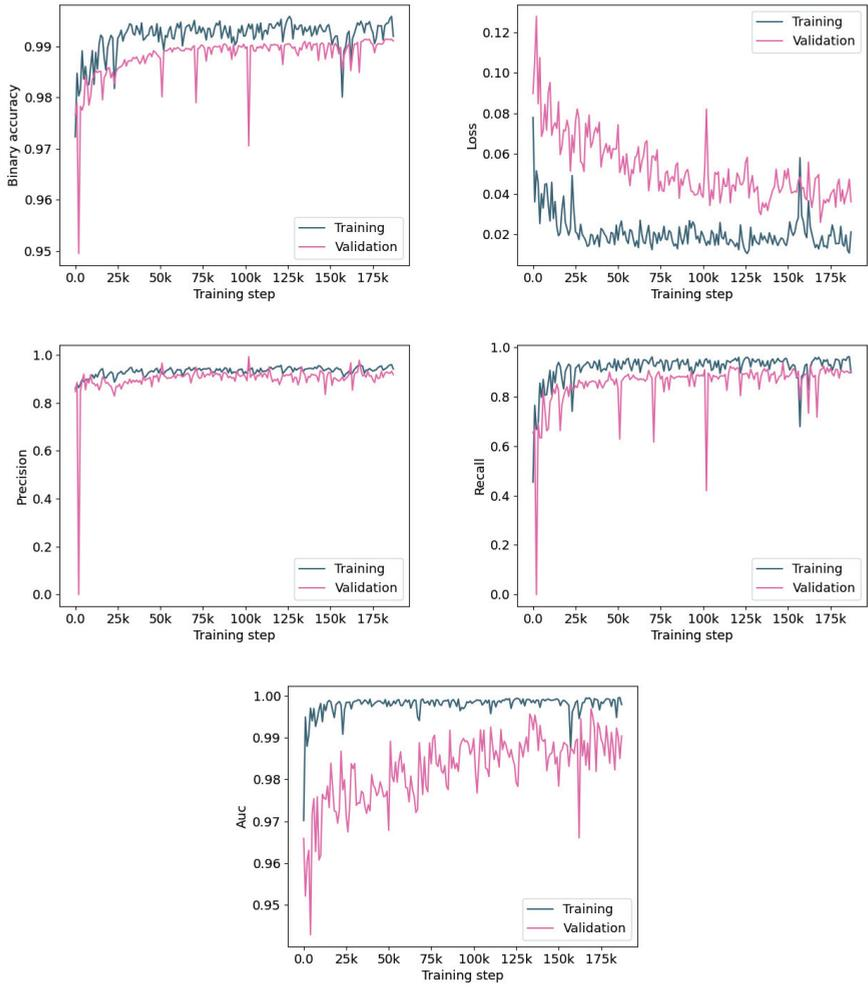 Binary accuracy
0.99
0.98
0.97
0.96
0.95
Training
Validation
0.0 25k 50k 75k 100k 125k 150k 175k
Training step
Loss
0.12
0.10
0.08
0.06
0.04
0.02
Training
Validation
0.0 25k 50k 75k 100k 125k 150k 175k
Training step
Precision
1.0
0.8
0.6
0.4
0.2
0.0
Training
Validation
0.0 25k 50k 75k 100k 125k 150k 175k
Training step
Recall
1.0
0.8
0.6
0.4
0.2
0.0
Training
Validation
0.0 25k 50k 75k 100k 125k 150k 175k
Training step
Auc
1.00
0.99
0.98
0.97
0.96
0.95
Training
Validation
0.0 25k 50k 75k 100k 125k 150k 175k
Training step